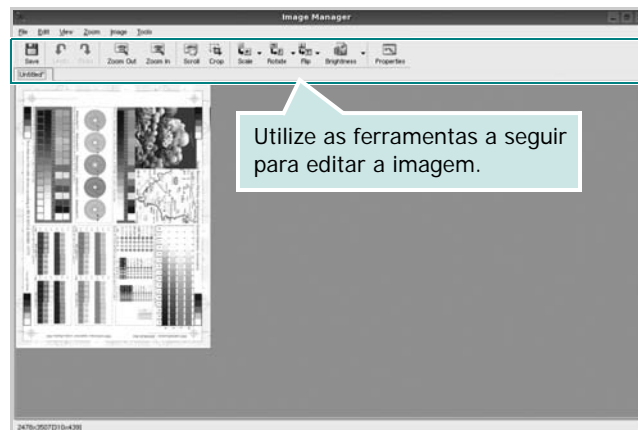 Image Manager
File Edit View Zoom Image Tools
Save Undo Redo Zoom Out Zoom In Scroll Crop Scale Rotate Flip Brightness Properties
Untitled*
Utilize as ferramentas a seguir
para editar a imagem.